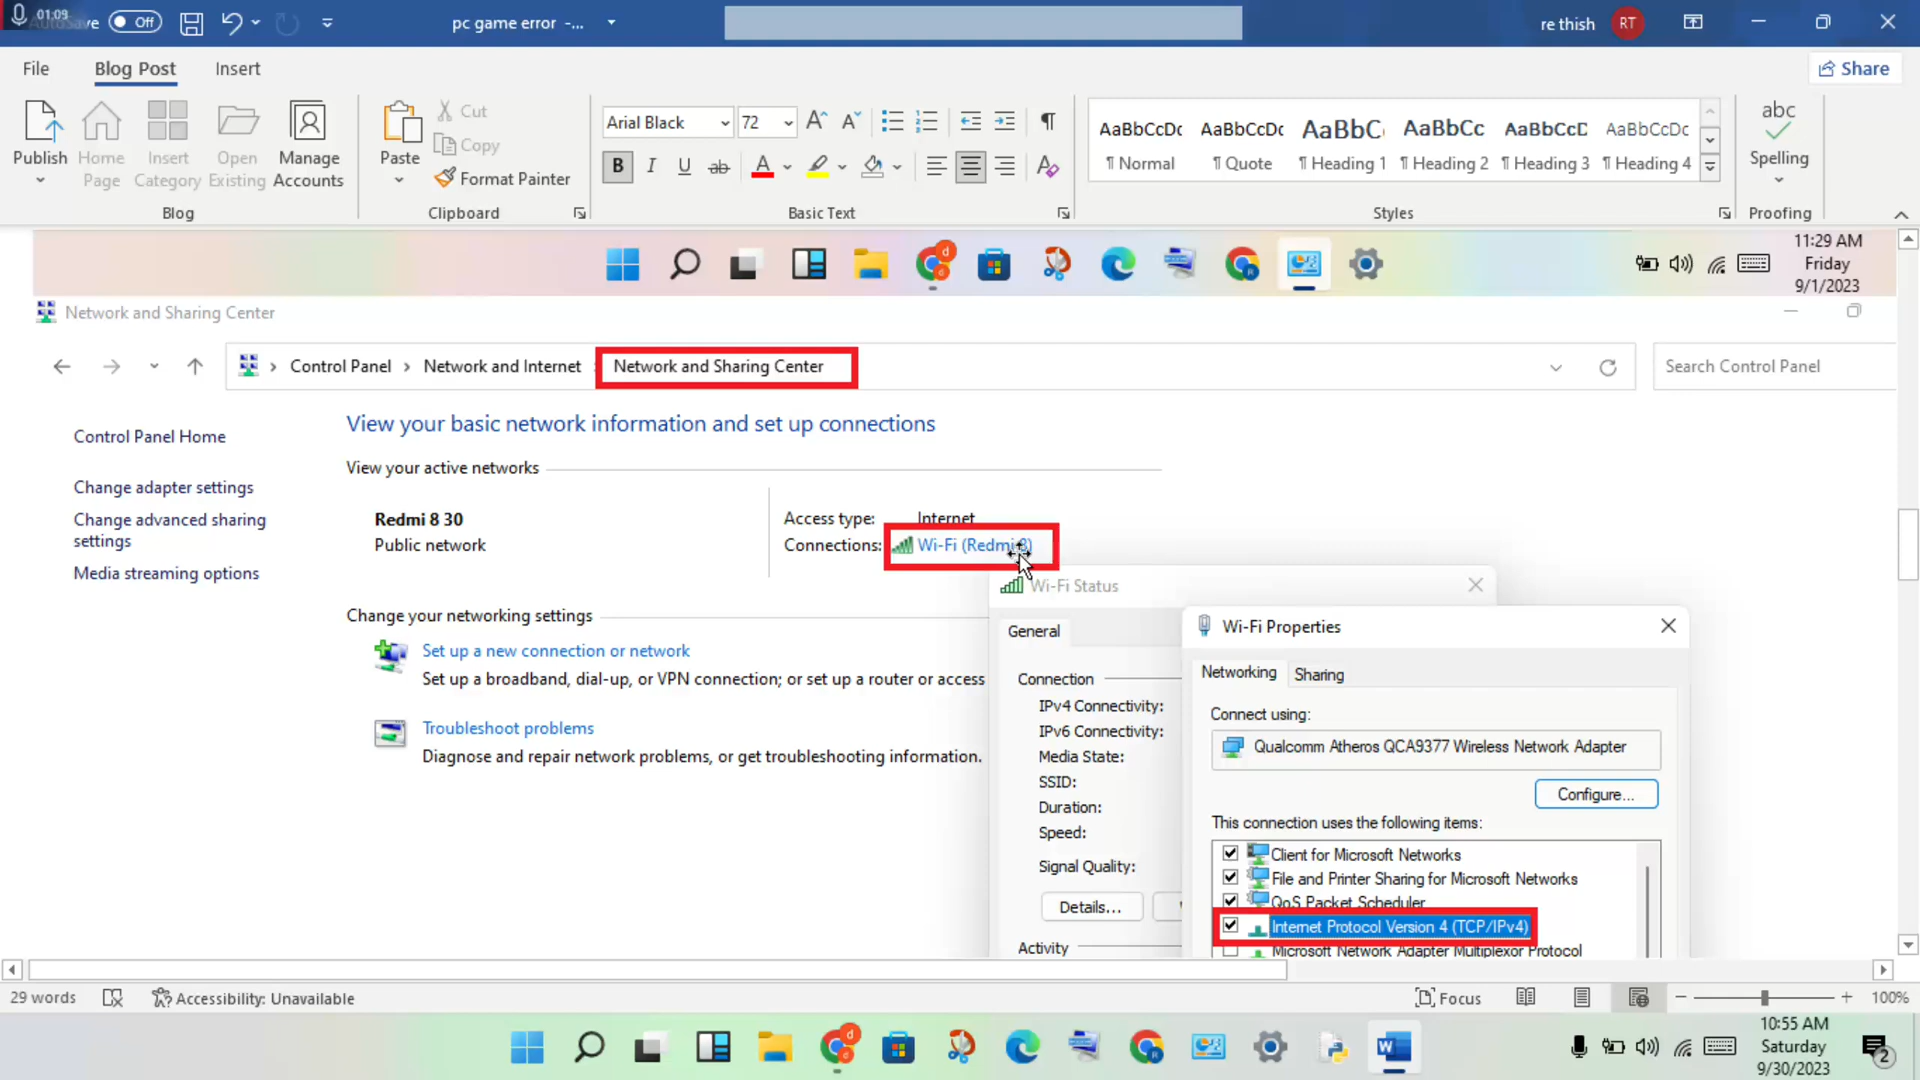 01:09
AutoSave
Off
pc game error -...
re thish
RT
File
Blog Post
Insert
Share
Publish
Home Page
Insert Category
Open Existing
Manage Accounts
Blog
Paste
Cut
Copy
Format Painter
Clipboard
Arial Black
72
A A
B I U ab
A
A
Basic Text
AaBbCcDc
¶ Normal
AaBbCcDc
¶ Quote
AaBbC
¶ Heading 1
AaBbCc
¶ Heading 2
AaBbCcD
¶ Heading 3
AaBbCcDc
¶ Heading 4
Styles
abc
Spelling
Proofing
11:29 AM
Friday
9/1/2023
Network and Sharing Center
Control Panel
Network and Internet
Network and Sharing Center
Search Control Panel
Control Panel Home
Change adapter settings
Change advanced sharing
settings
Media streaming options
View your basic network information and set up connections
View your active networks
Redmi 8 30
Public network
Access type: Internet
Connections: Wi-Fi (Redmi 8)
Change your networking settings
Set up a new connection or network
Set up a broadband, dial-up, or VPN connection; or set up a router or access
Troubleshoot problems
Diagnose and repair network problems, or get troubleshooting information.
Wi-Fi Status
General
Connection
IPv4 Connectivity:
IPv6 Connectivity:
Media State:
SSID:
Duration:
Speed:
Signal Quality:
Details...
Activity
Wi-Fi Properties
Networking
Sharing
Connect using:
Qualcomm Atheros QCA9377 Wireless Network Adapter
Configure...
This connection uses the following items:
Client for Microsoft Networks
File and Printer Sharing for Microsoft Networks
QoS Packet Scheduler
Internet Protocol Version 4 (TCP/IPv4)
Microsoft Network Adapter Multiplexor Protocol
29 words
Accessibility: Unavailable
Focus
100%
10:55 AM
Saturday
9/30/2023
2